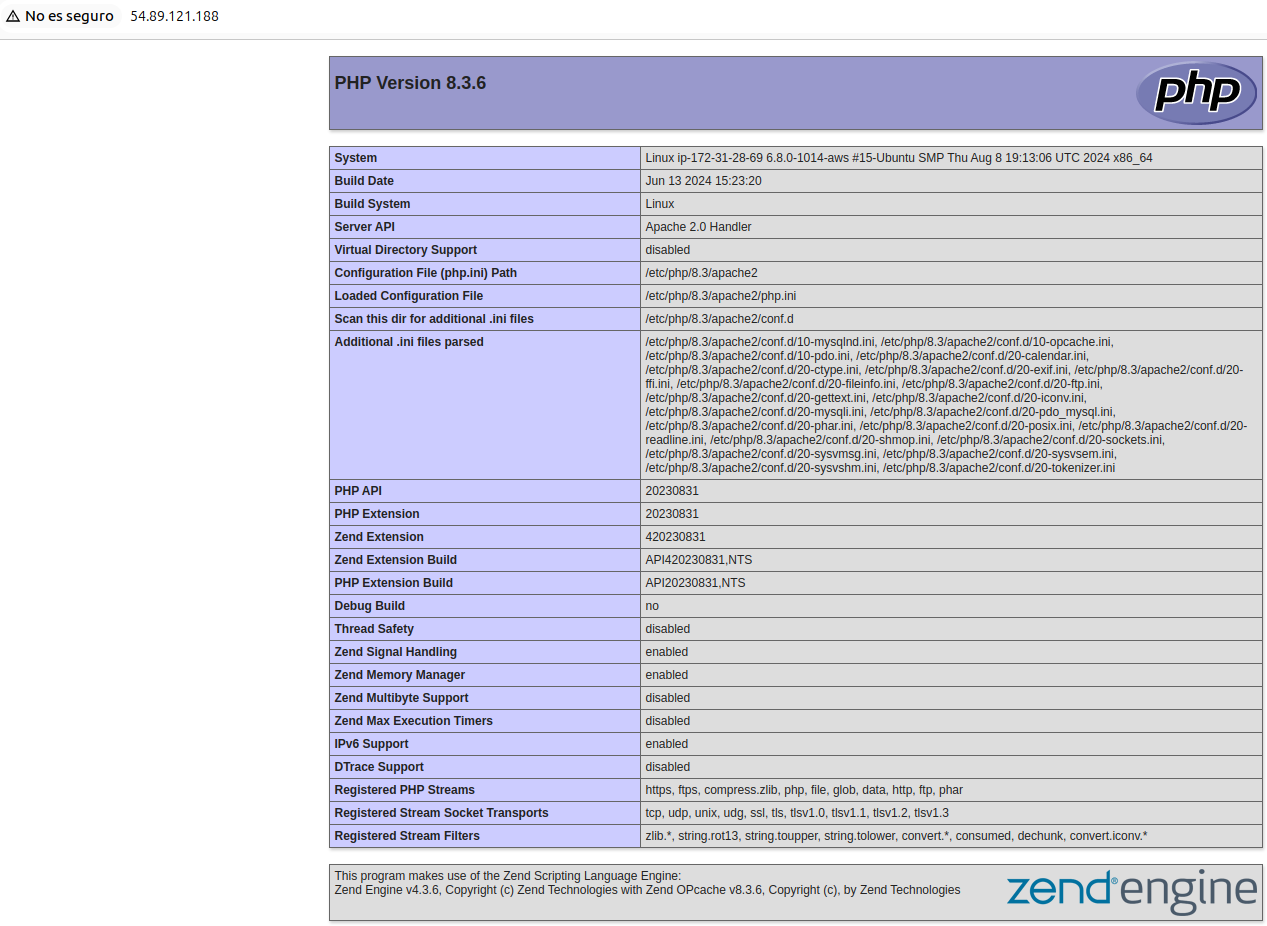 No es seguro 54.89.121.188
PHP Version 8.3.6
php
System Linux ip-172-31-28-69 6.8.0-1014-aws #15-Ubuntu SMP Thu Aug 8 19:13:06 UTC 2024 x86_64
Build Date Jun 13 2024 15:23:20
Build System Linux
Server API Apache 2.0 Handler
Virtual Directory Support disabled
Configuration File (php.ini) Path /etc/php/8.3/apache2
Loaded Configuration File /etc/php/8.3/apache2/php.ini
Scan this dir for additional .ini files /etc/php/8.3/apache2/conf.d
Additional .ini files parsed /etc/php/8.3/apache2/conf.d/10-mysqlnd.ini, /etc/php/8.3/apache2/conf.d/10-opcache.ini,
/etc/php/8.3/apache2/conf.d/10-pdo.ini, /etc/php/8.3/apache2/conf.d/20-calendar.ini,
/etc/php/8.3/apache2/conf.d/20-ctype.ini, /etc/php/8.3/apache2/conf.d/20-exif.ini, /etc/php/8.3/apache2/conf.d/20-
ffi.ini, /etc/php/8.3/apache2/conf.d/20-fileinfo.ini, /etc/php/8.3/apache2/conf.d/20-ftp.ini,
/etc/php/8.3/apache2/conf.d/20-gettext.ini, /etc/php/8.3/apache2/conf.d/20-iconv.ini,
/etc/php/8.3/apache2/conf.d/20-mysqli.ini, /etc/php/8.3/apache2/conf.d/20-pdo_mysql.ini,
/etc/php/8.3/apache2/conf.d/20-phar.ini, /etc/php/8.3/apache2/conf.d/20-posix.ini, /etc/php/8.3/apache2/conf.d/20-
readline.ini, /etc/php/8.3/apache2/conf.d/20-shmop.ini, /etc/php/8.3/apache2/conf.d/20-sockets.ini,
/etc/php/8.3/apache2/conf.d/20-sysvmsg.ini, /etc/php/8.3/apache2/conf.d/20-sysvsem.ini,
/etc/php/8.3/apache2/conf.d/20-sysvshm.ini, /etc/php/8.3/apache2/conf.d/20-tokenizer.ini
PHP API 20230831
PHP Extension 20230831
Zend Extension 420230831
Zend Extension Build API420230831,NTS
PHP Extension Build API20230831,NTS
Debug Build no
Thread Safety disabled
Zend Signal Handling enabled
Zend Memory Manager enabled
Zend Multibyte Support disabled
Zend Max Execution Timers disabled
IPv6 Support enabled
DTrace Support disabled
Registered PHP Streams https, ftps, compress.zlib, php, file, glob, data, http, ftp, phar
Registered Stream Socket Transports tcp, udp, unix, udg, ssl, tls, tlsv1.0, tlsv1.1, tlsv1.2, tlsv1.3
Registered Stream Filters zlib.*, string.rot13, string.toupper, string.tolower, convert.*, consumed, dechunk, convert.iconv.*
This program makes use of the Zend Scripting Language Engine:
Zend Engine v4.3.6, Copyright (c) Zend Technologies with Zend OPcache v8.3.6, Copyright (c), by Zend Technologies
zend® engine